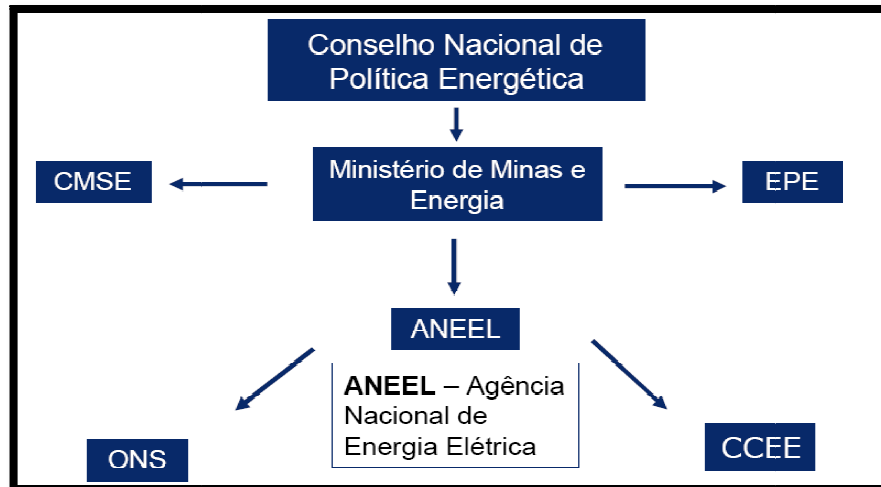 Conselho Nacional de
Política Energética
CMSE
Ministério de Minas e
Energia
EPE
ANEEL
ANEEL – Agência
Nacional de
Energia Elétrica
ONS
CCEE